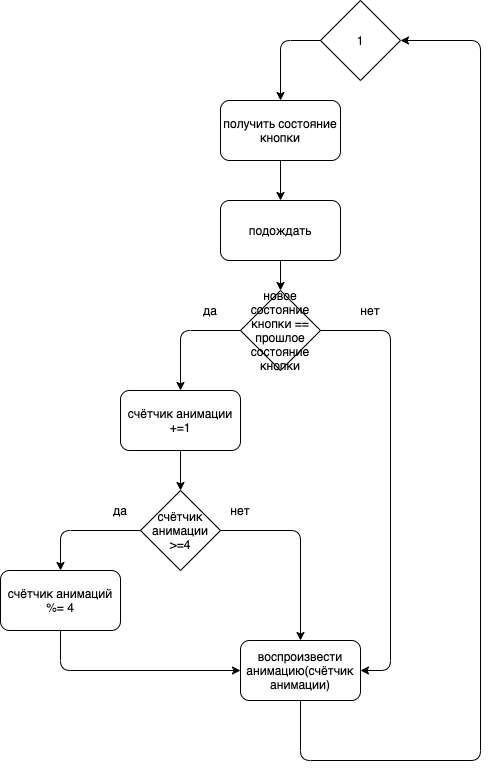 1
получить состояние
кнопки
подождать
да
нет
новое
состояние
кнопки ==
прошлое
состояние
кнопки
счётчик анимации
+=1
да
нет
счётчик
анимации
>=4
счётчик анимаций
%= 4
воспроизвести
анимацию(счётчик
анимации)